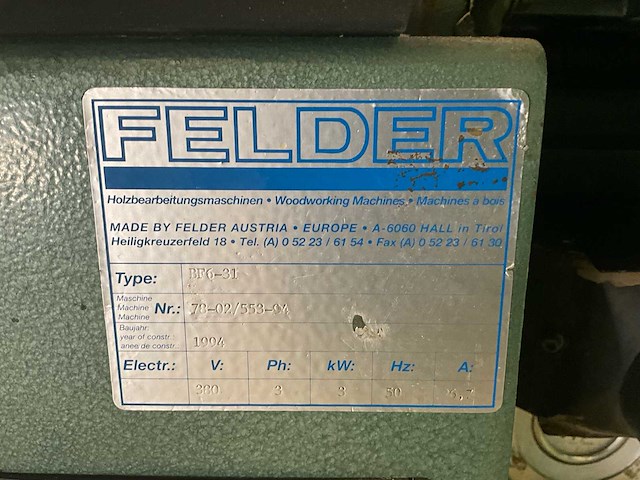 FELDER
Holzbearbeitungsmaschinen • Woodworking Machines • Machines a bois
MADE BY FELDER AUSTRIA • EUROPE • A-6060 HALL in Tirol
Heiligkreuzerfeld 18 • Tel. (A) 0 52 23 / 61 54 • Fax (A) 0 52 23 / 61 30
Type: BF6-31
Maschine
Machine Nr.: 78-02/553-94
Machine
Baujahr:
year of constr.: 1994
anee de constr.:
Electr.: V: Ph: kW: Hz: A:
380 3 3 50